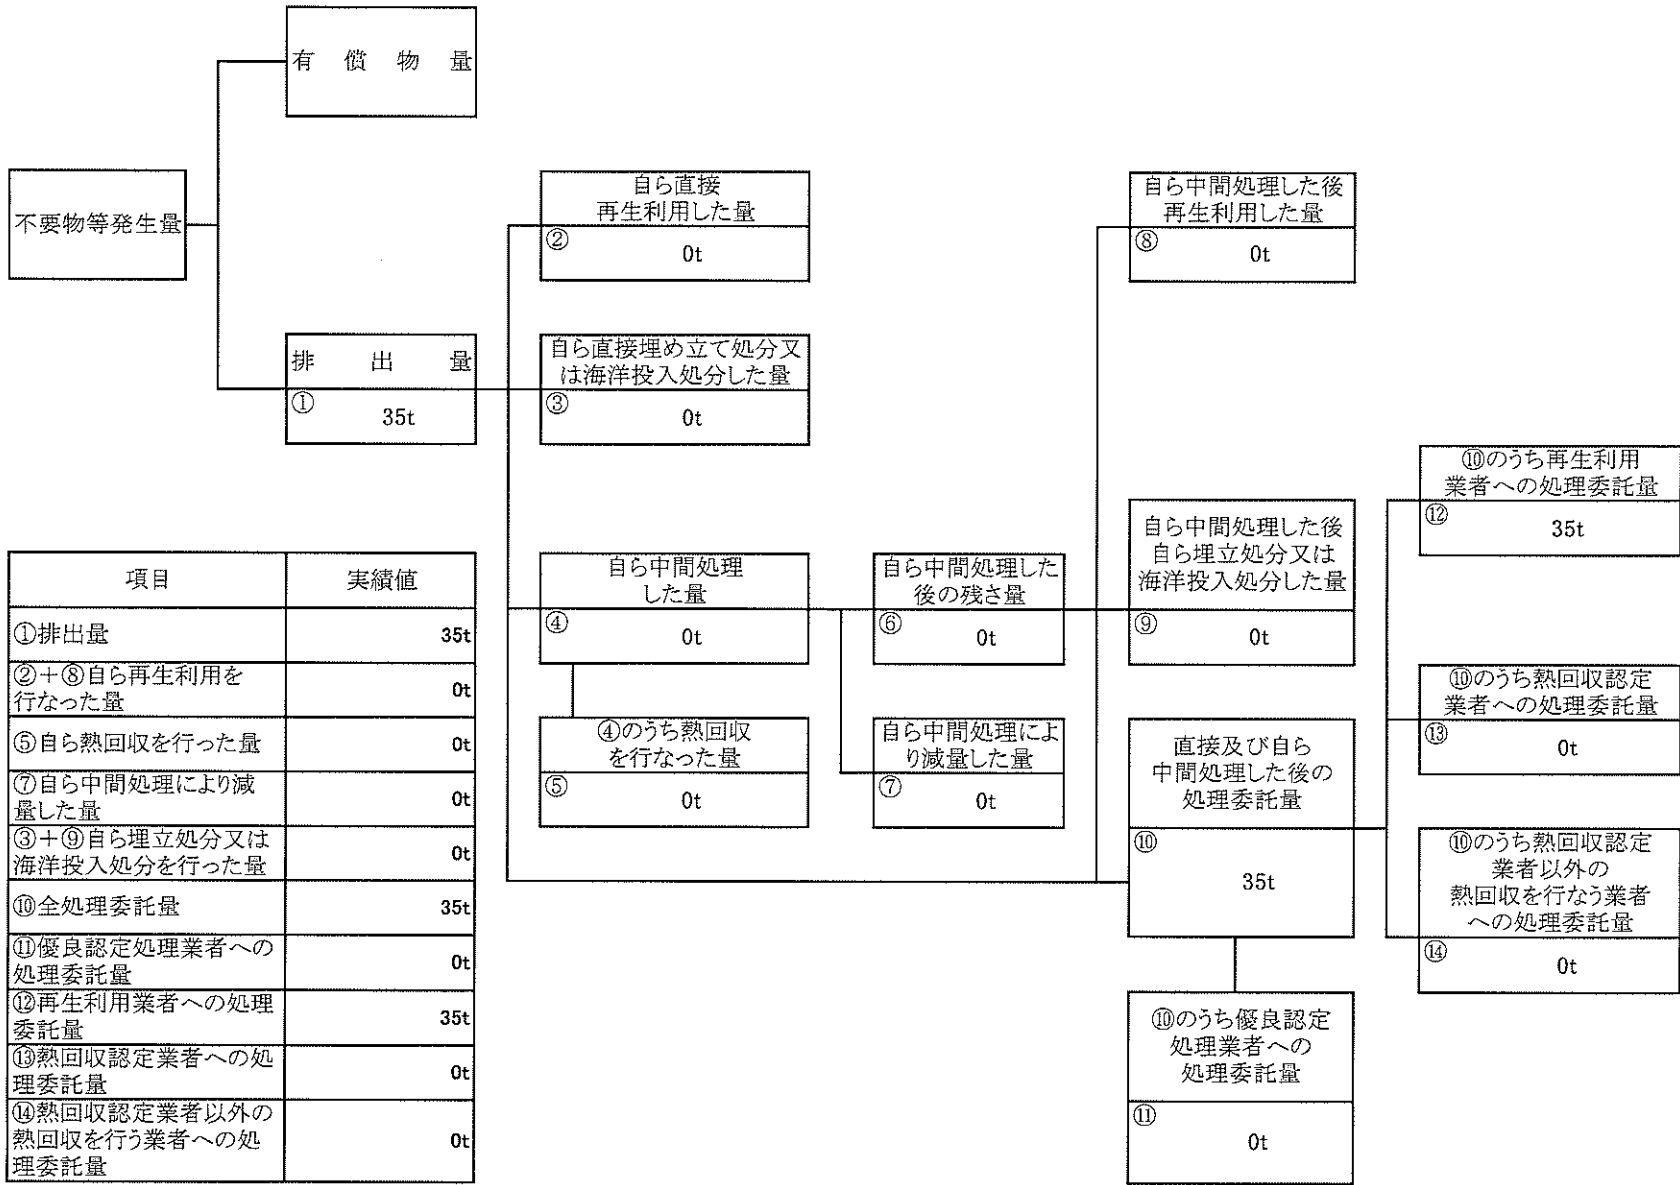 有償物量
不要物等発生量
排出量
①
35t
自ら直接
再生利用した量
②
0t
自ら直接埋め立て処分又
は海洋投入処分した量
③
0t
自ら中間処理
した量
④
0t
④のうち熱回収
を行なった量
⑤
0t
自ら中間処理した
後の残さ量
⑥
0t
自ら中間処理によ
り減量した量
⑦
0t
自ら中間処理した後
再生利用した量
⑧
0t
自ら中間処理した後
自ら埋立処分又は
海洋投入処分した量
⑨
0t
直接及び自ら
中間処理した後の
処理委託量
⑩
35t
⑩のうち優良認定
処理業者への
処理委託量
⑪
0t
⑩のうち再生利用
業者への処理委託量
⑫
35t
⑩のうち熱回収認定
業者への処理委託量
⑬
0t
⑩のうち熱回収認定
業者以外の
熱回収を行なう業者
への処理委託量
⑭
0t
項目 実績値
①排出量 35t
②+⑧自ら再生利用を
行なった量 0t
⑤自ら熱回収を行った量 0t
⑦自ら中間処理により減
量した量 0t
③+⑨自ら埋立処分又は
海洋投入処分を行った量 0t
⑩全処理委託量 35t
⑪優良認定処理業者への
処理委託量 0t
⑫再生利用業者への処理
委託量 35t
⑬熱回収認定業者への処
理委託量 0t
⑭熱回収認定業者以外の
熱回収を行う業者への処
理委託量 0t